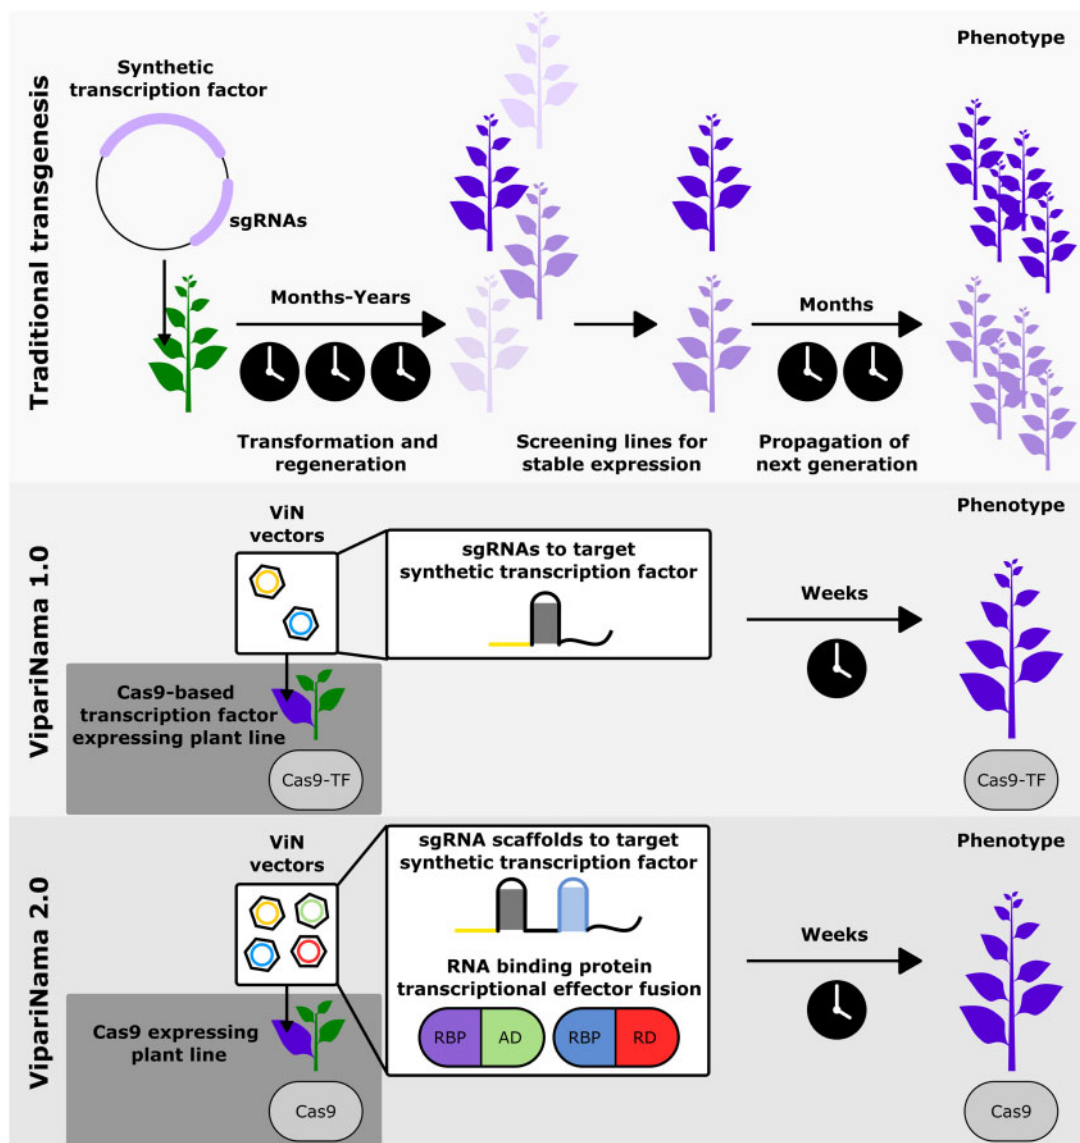 Traditional transgenesis
Synthetic
transcription factor
sgRNAs
Months-Years
Transformation and
regeneration
Screening lines for
stable expression
Months
Propagation of
next generation
Phenotype
VipariNama 1.0
ViN
vectors
sgRNAs to target
synthetic transcription factor
Cas9-based
transcription factor
expressing plant line
Cas9-TF
Weeks
Phenotype
Cas9-TF
VipariNama 2.0
ViN
vectors
sgRNA scaffolds to target
synthetic transcription factor
RNA binding protein
transcriptional effector fusion
RBP AD RBP RD
Cas9 expressing
plant line
Cas9
Weeks
Phenotype
Cas9